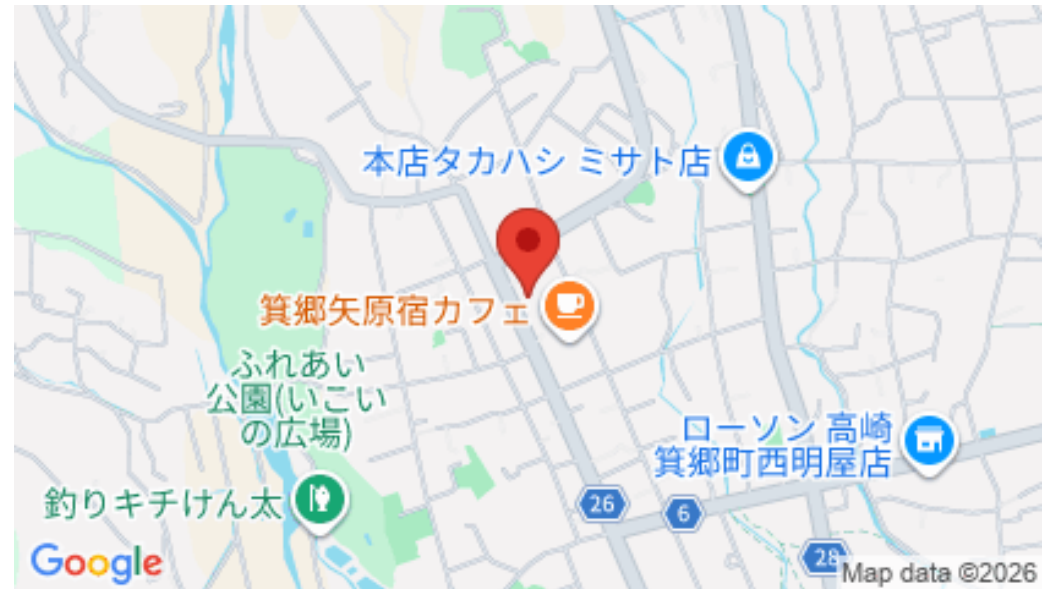 本店タカハシ ミサト店
箕郷矢原宿カフェ
ふれあい
公園(いこい
の広場)
ローソン 高崎
箕郷町西明屋店
釣りキチけん太
26
6
28
Google
Map data ©2026